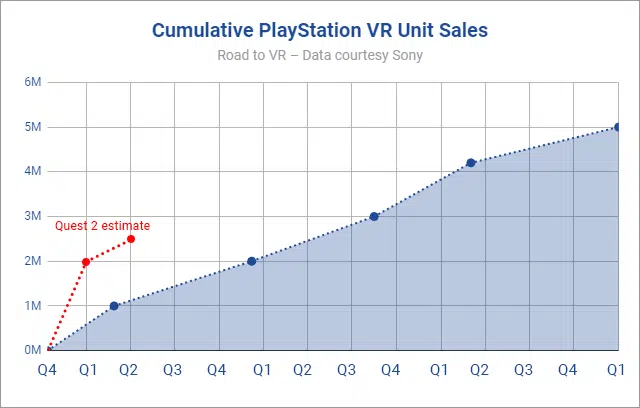 Cumulative PlayStation VR Unit Sales
Road to VR – Data courtesy Sony
6M
5M
4M
3M
Quest 2 estimate
2M
1M
0M
Q4 Q1 Q2 Q3 Q4 Q1 Q2 Q3 Q4 Q1 Q2 Q3 Q4 Q1